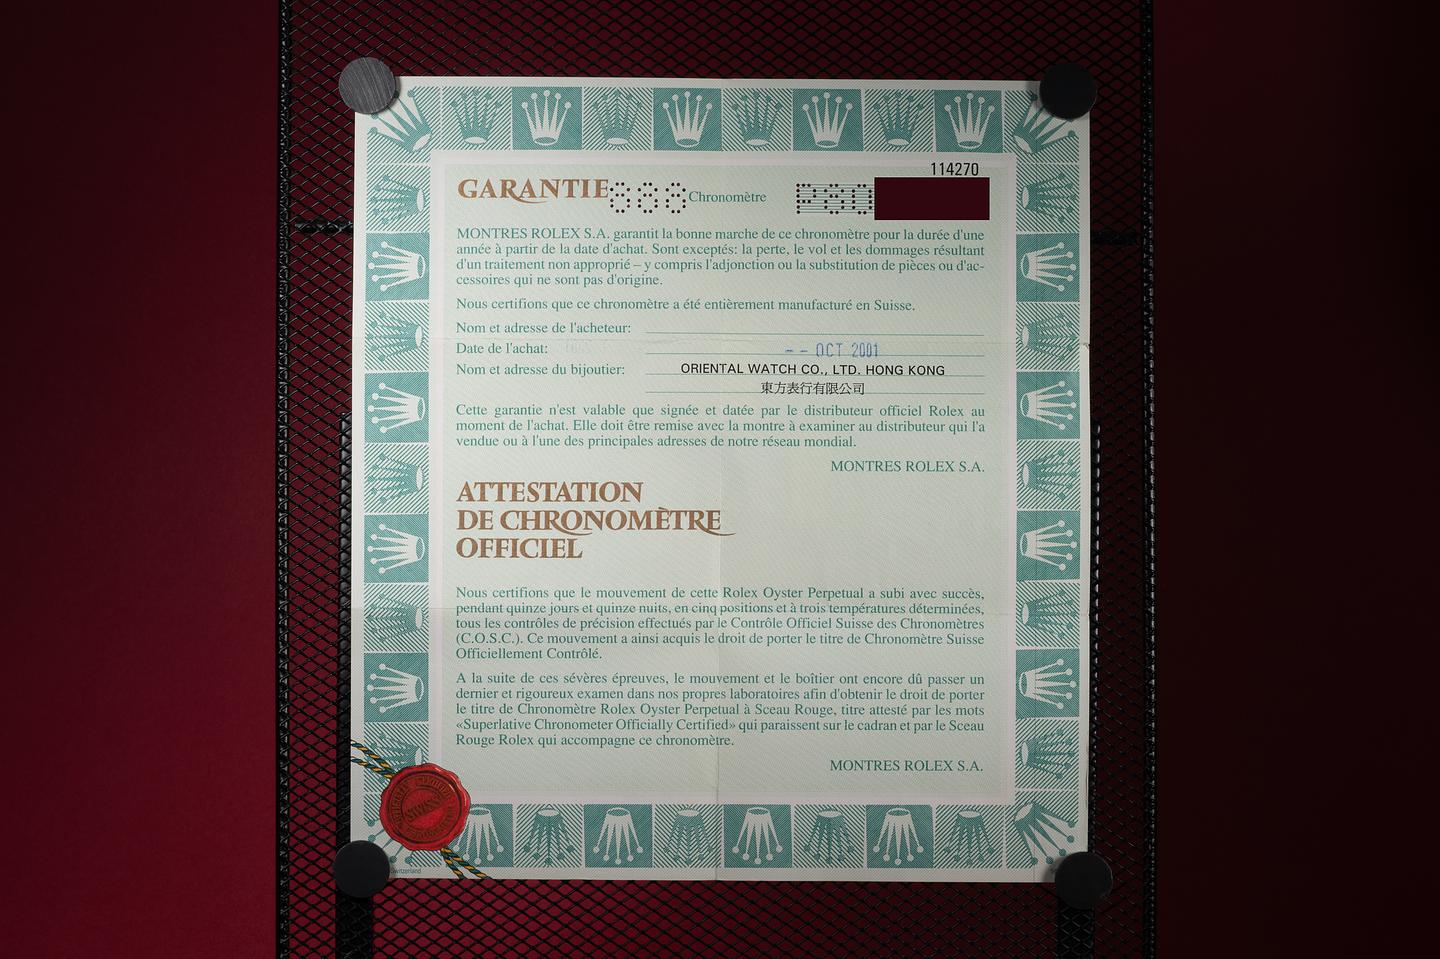 114270
GARANTIE 888 Chronomètre
MONTRES ROLEX S.A. garantit la bonne marche de ce chronomètre pour la durée d'une
année à partir de la date d'achat. Sont exceptés: la perte, le vol et les dommages résultant
d'un traitement non approprié – y compris l'adjonction ou la substitution de pièces ou d'ac-
cessoires qui ne sont pas d'origine.
Nous certifions que ce chronomètre a été entièrement manufacturé en Suisse.
Nom et adresse de l'acheteur:
Date de l'achat: -- OCT 2001
Nom et adresse du bijoutier: ORIENTAL WATCH CO., LTD. HONG KONG
東方表行有限公司
Cette garantie n'est valable que signée et datée par le distributeur officiel Rolex au
moment de l'achat. Elle doit être remise avec la montre à examiner au distributeur qui l'a
vendue ou à l'une des principales adresses de notre réseau mondial.
MONTRES ROLEX S.A.
ATTESTATION
DE CHRONOMÈTRE
OFFICIEL
Nous certifions que le mouvement de cette Rolex Oyster Perpetual a subi avec succès,
pendant quinze jours et quinze nuits, en cinq positions et à trois températures déterminées,
tous les contrôles de précision effectués par le Contrôle Officiel Suisse des Chronomètres
(C.O.S.C.). Ce mouvement a ainsi acquis le droit de porter le titre de Chronomètre Suisse
Officiellement Contrôlé.
A la suite de ces sévères épreuves, le mouvement et le boîtier ont encore dû passer un
dernier et rigoureux examen dans nos propres laboratoires afin d'obtenir le droit de porter
le titre de Chronomètre Rolex Oyster Perpetual à Sceau Rouge, titre attesté par les mots
«Superlative Chronometer Officially Certified» qui paraissent sur le cadran et par le Sceau
Rouge Rolex qui accompagne ce chronomètre.
MONTRES ROLEX S.A.
SWISS
Switzerland